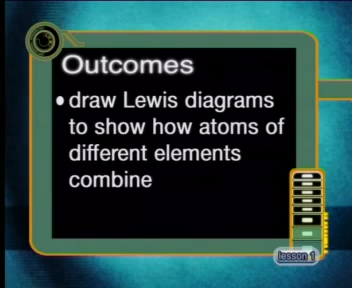 Outcomes
• draw Lewis diagrams
to show how atoms of
different elements
combine
lesson 1